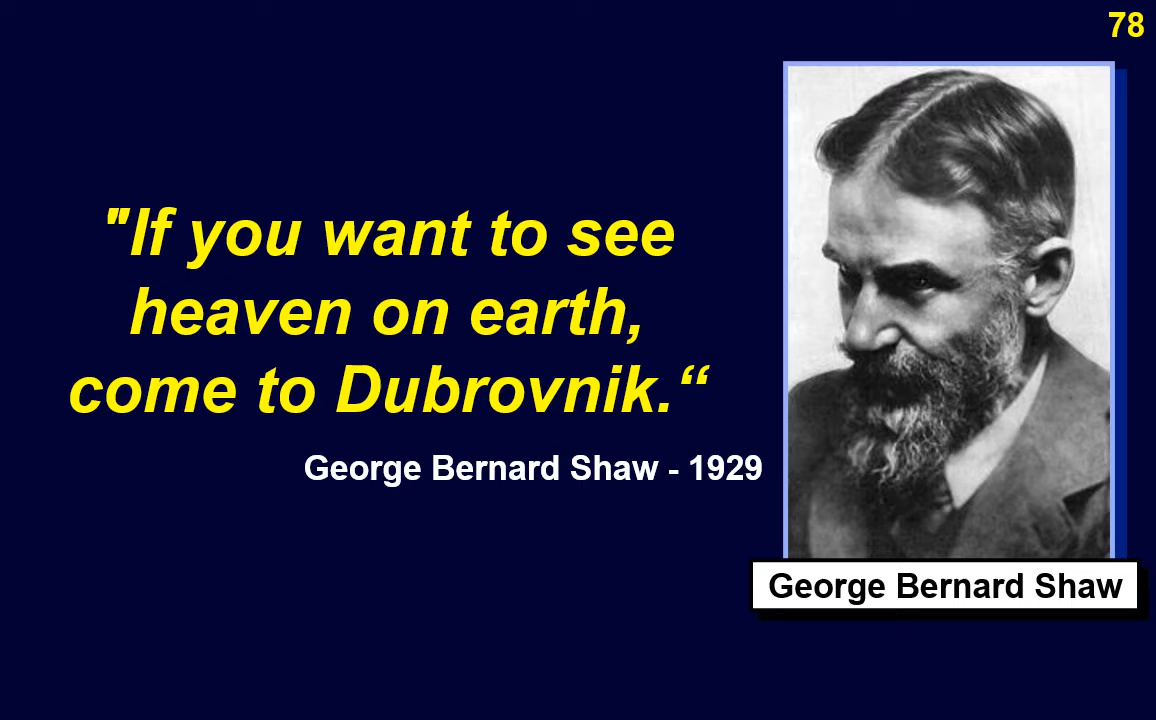 78
"If you want to see
heaven on earth,
come to Dubrovnik.“
George Bernard Shaw - 1929
George Bernard Shaw